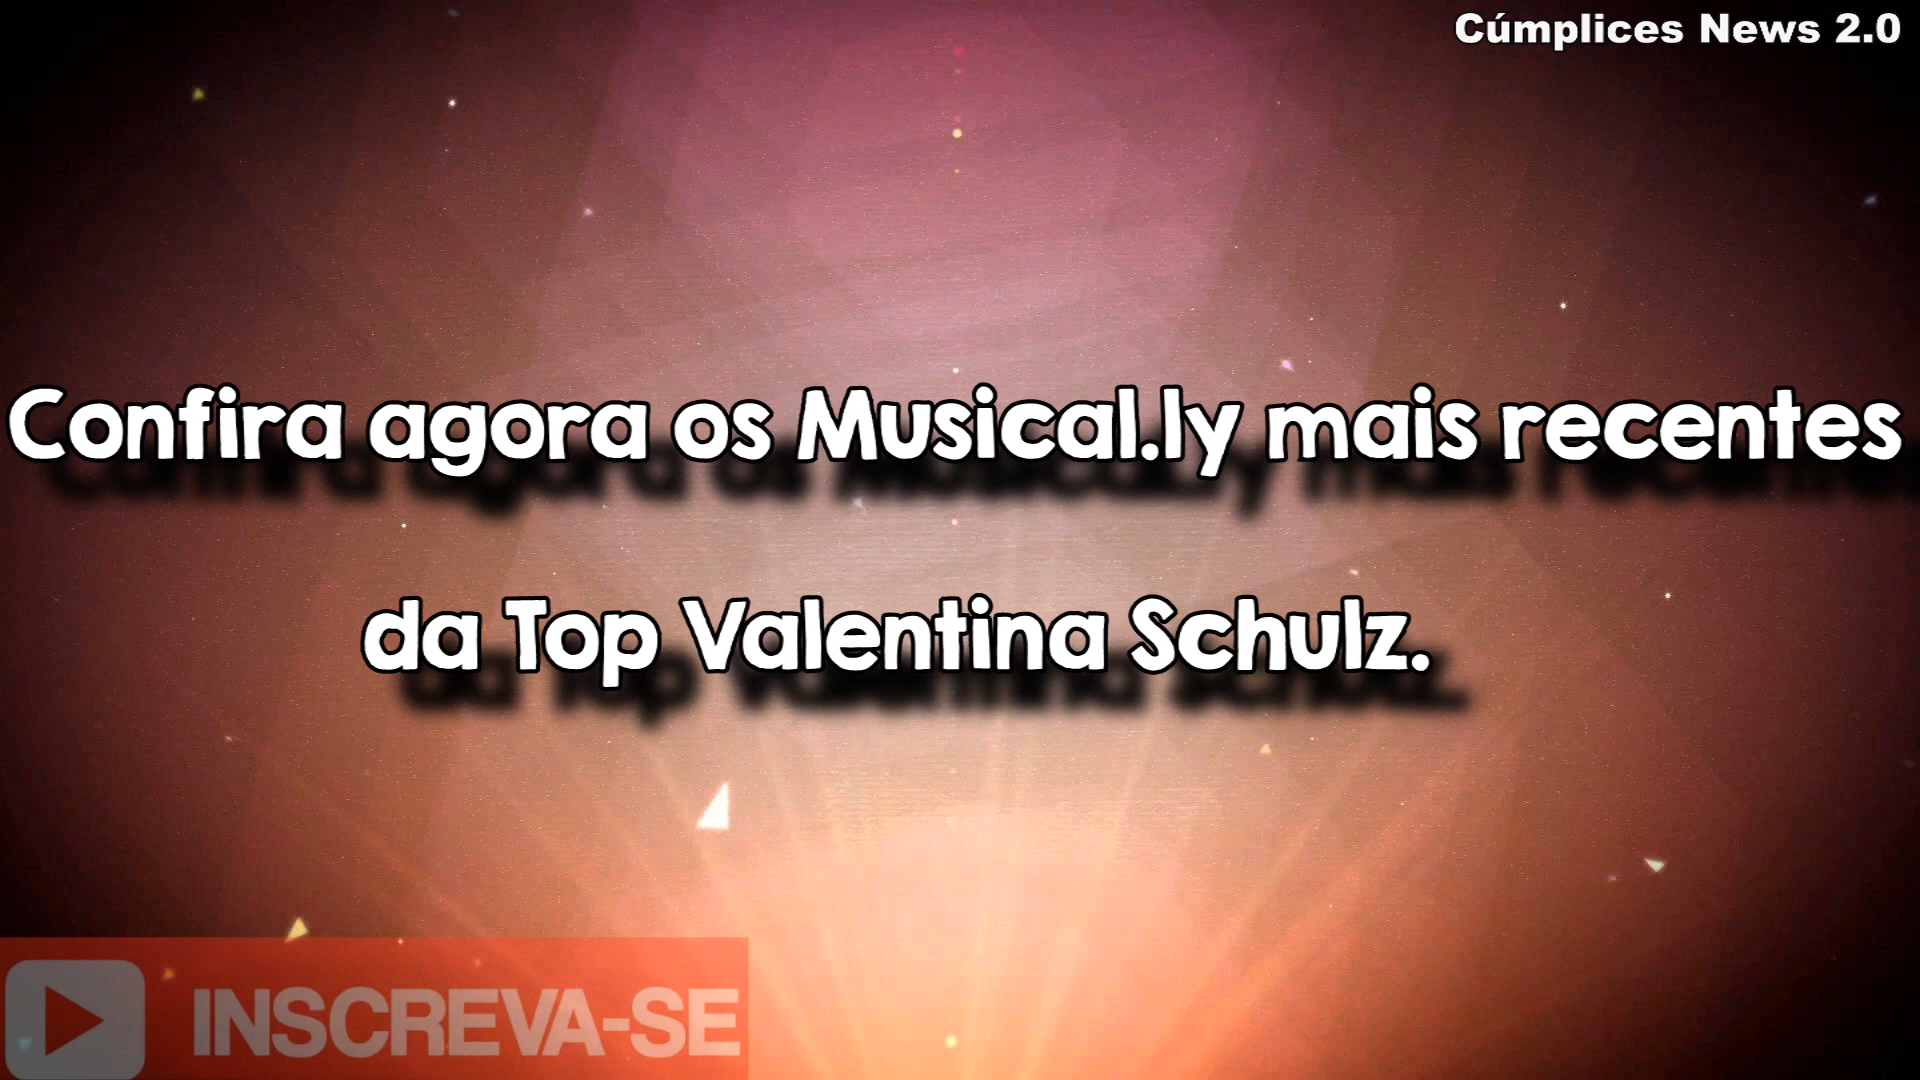 Cúmplices News 2.0
Confira agora os Musical.ly mais recentes
da Top Valentina Schulz.
INSCREVA-SE